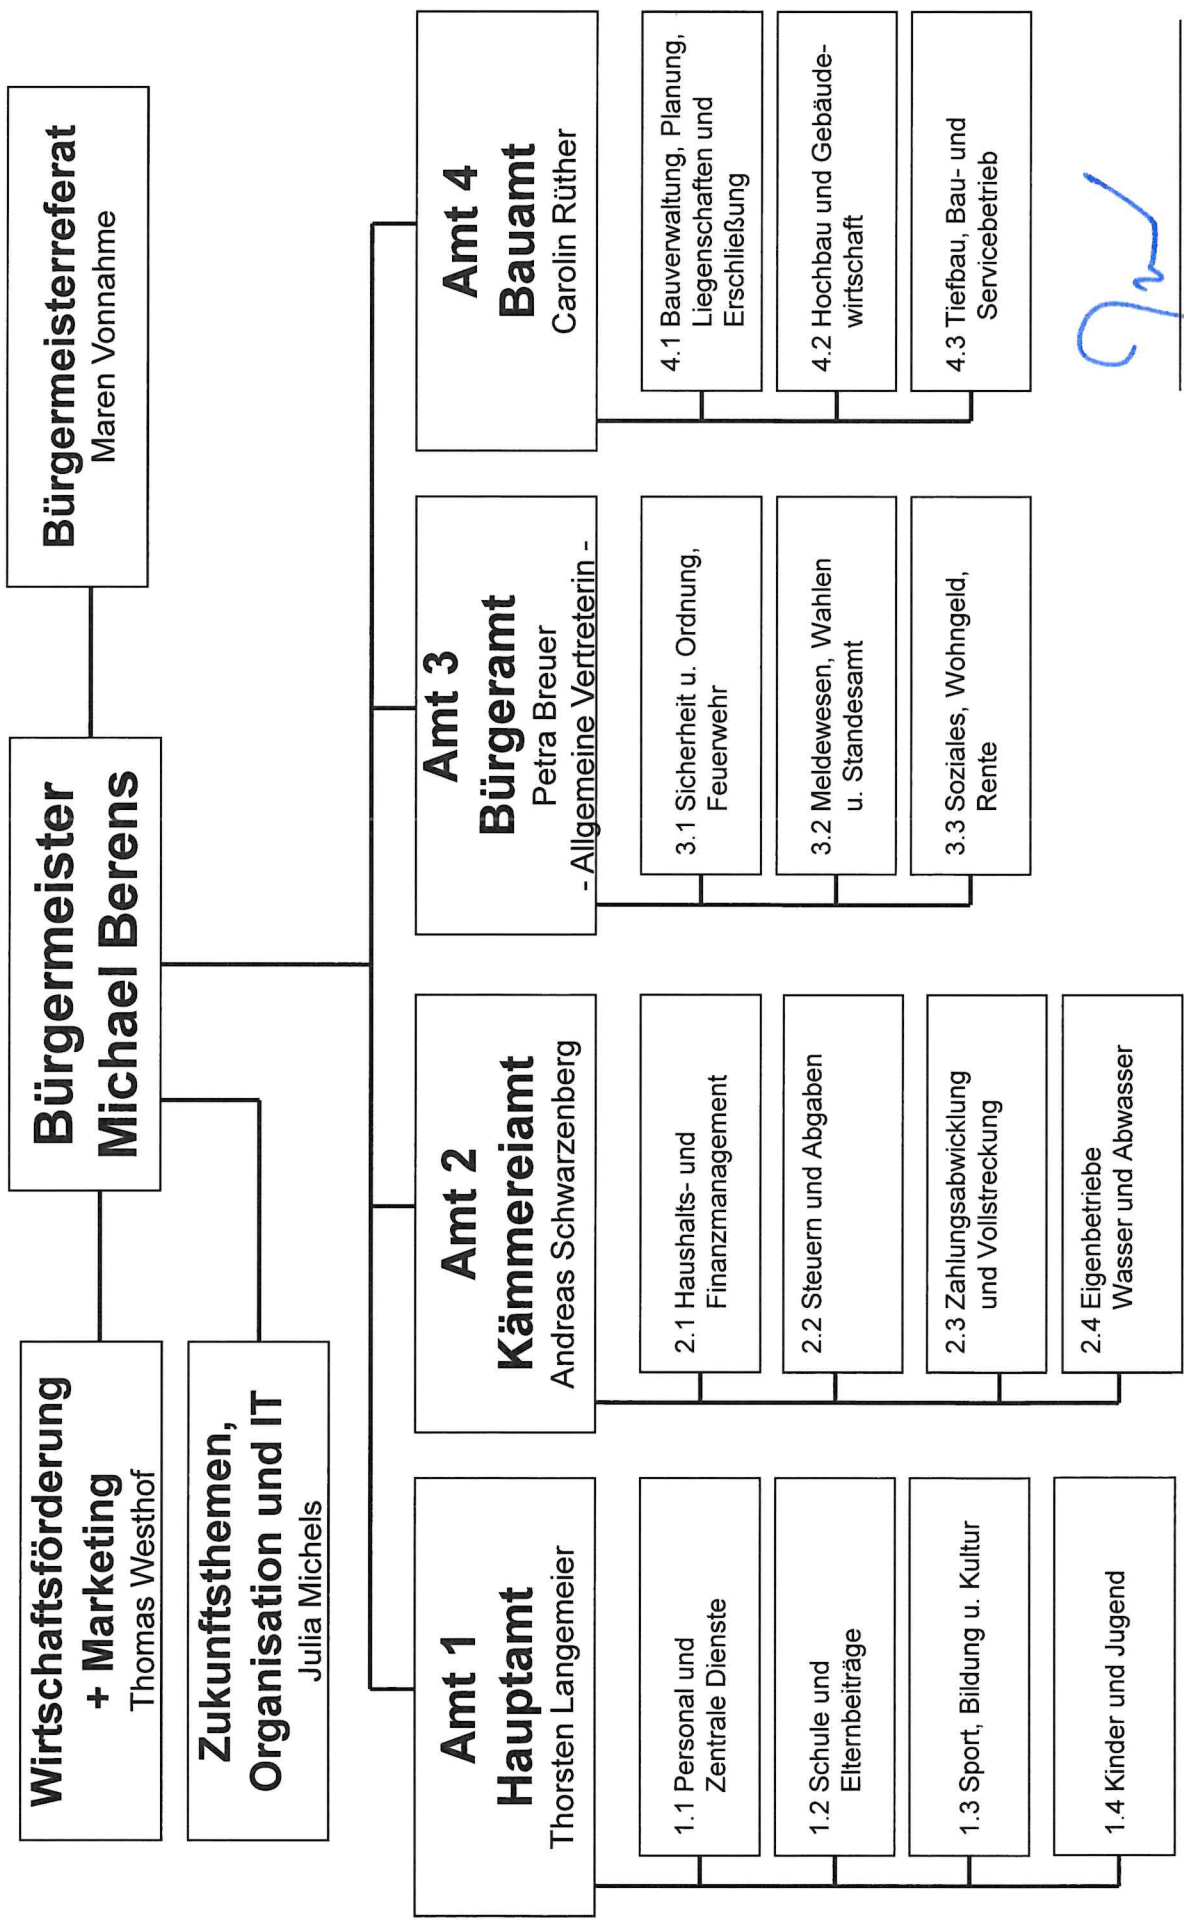 Wirtschaftsförderung
+ Marketing
Thomas Westhof
Bürgermeister
Michael Berens
Bürgermeisterreferat
Maren Vonnahme
Zukunftsthemen,
Organisation und IT
Julia Michels
Amt 1
Hauptamt
Thorsten Langemeier
1.1 Personal und
Zentrale Dienste
1.2 Schule und
Elternbeiträge
1.3 Sport, Bildung u. Kultur
1.4 Kinder und Jugend
Amt 2
Kämmereiamt
Andreas Schwarzenberg
2.1 Haushalts- und
Finanzmanagement
2.2 Steuern und Abgaben
2.3 Zahlungsabwicklung
und Vollstreckung
2.4 Eigenbetriebe
Wasser und Abwasser
Amt 3
Bürgeramt
Petra Breuer
- Allgemeine Vertreterin -
3.1 Sicherheit u. Ordnung,
Feuerwehr
3.2 Meldewesen, Wahlen
u. Standesamt
3.3 Soziales, Wohngeld,
Rente
Amt 4
Bauamt
Carolin Rüther
4.1 Bauverwaltung, Planung,
Liegenschaften und
Erschließung
4.2 Hochbau und Gebäude-
wirtschaft
4.3 Tiefbau, Bau- und
Servicebetrieb